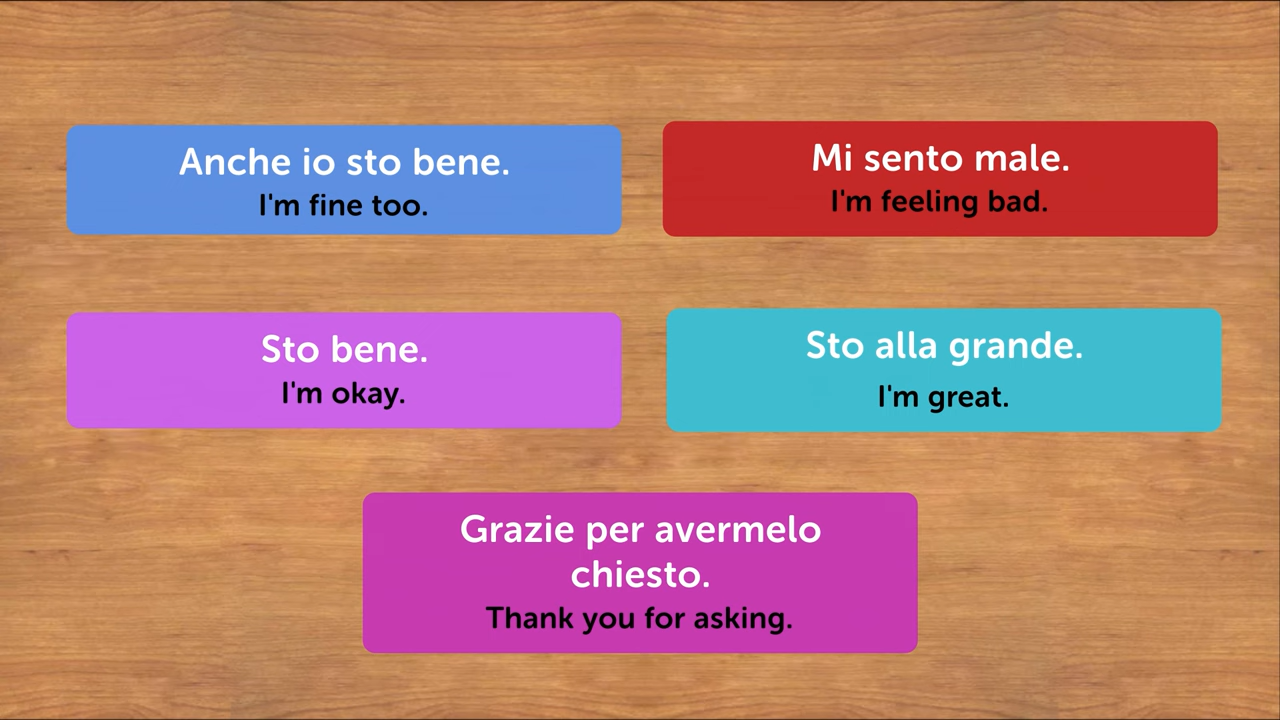 Anche io sto bene.
I'm fine too.
Mi sento male.
I'm feeling bad.
Sto bene.
I'm okay.
Sto alla grande.
I'm great.
Grazie per avermelo
chiesto.
Thank you for asking.